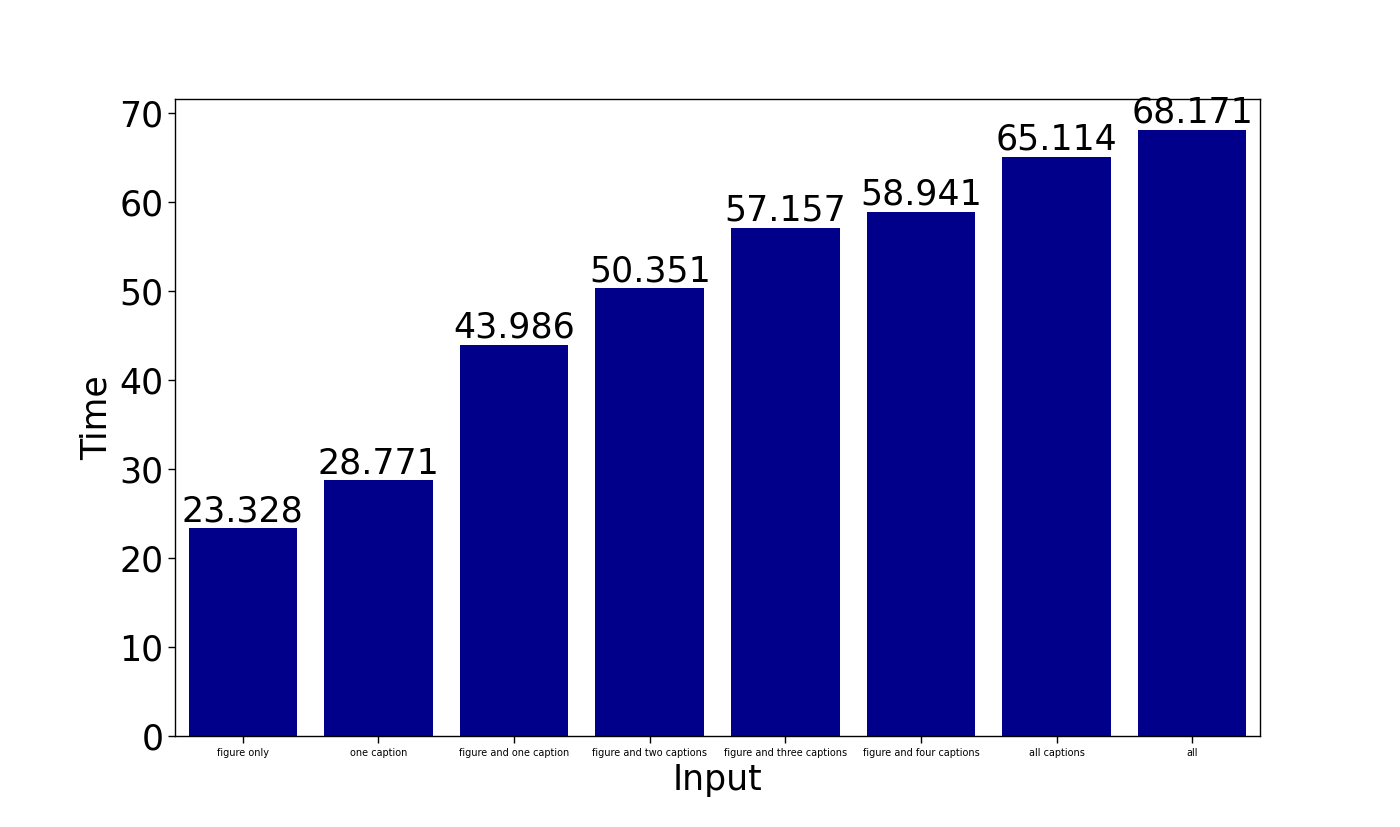 70
60
50
40
30
20
10
0
Time
23.328
28.771
43.986
50.351
57.157
58.941
65.114
68.171
figure only
one caption
figure and one caption
figure and two captions
figure and three captions
figure and four captions
all captions
all
Input